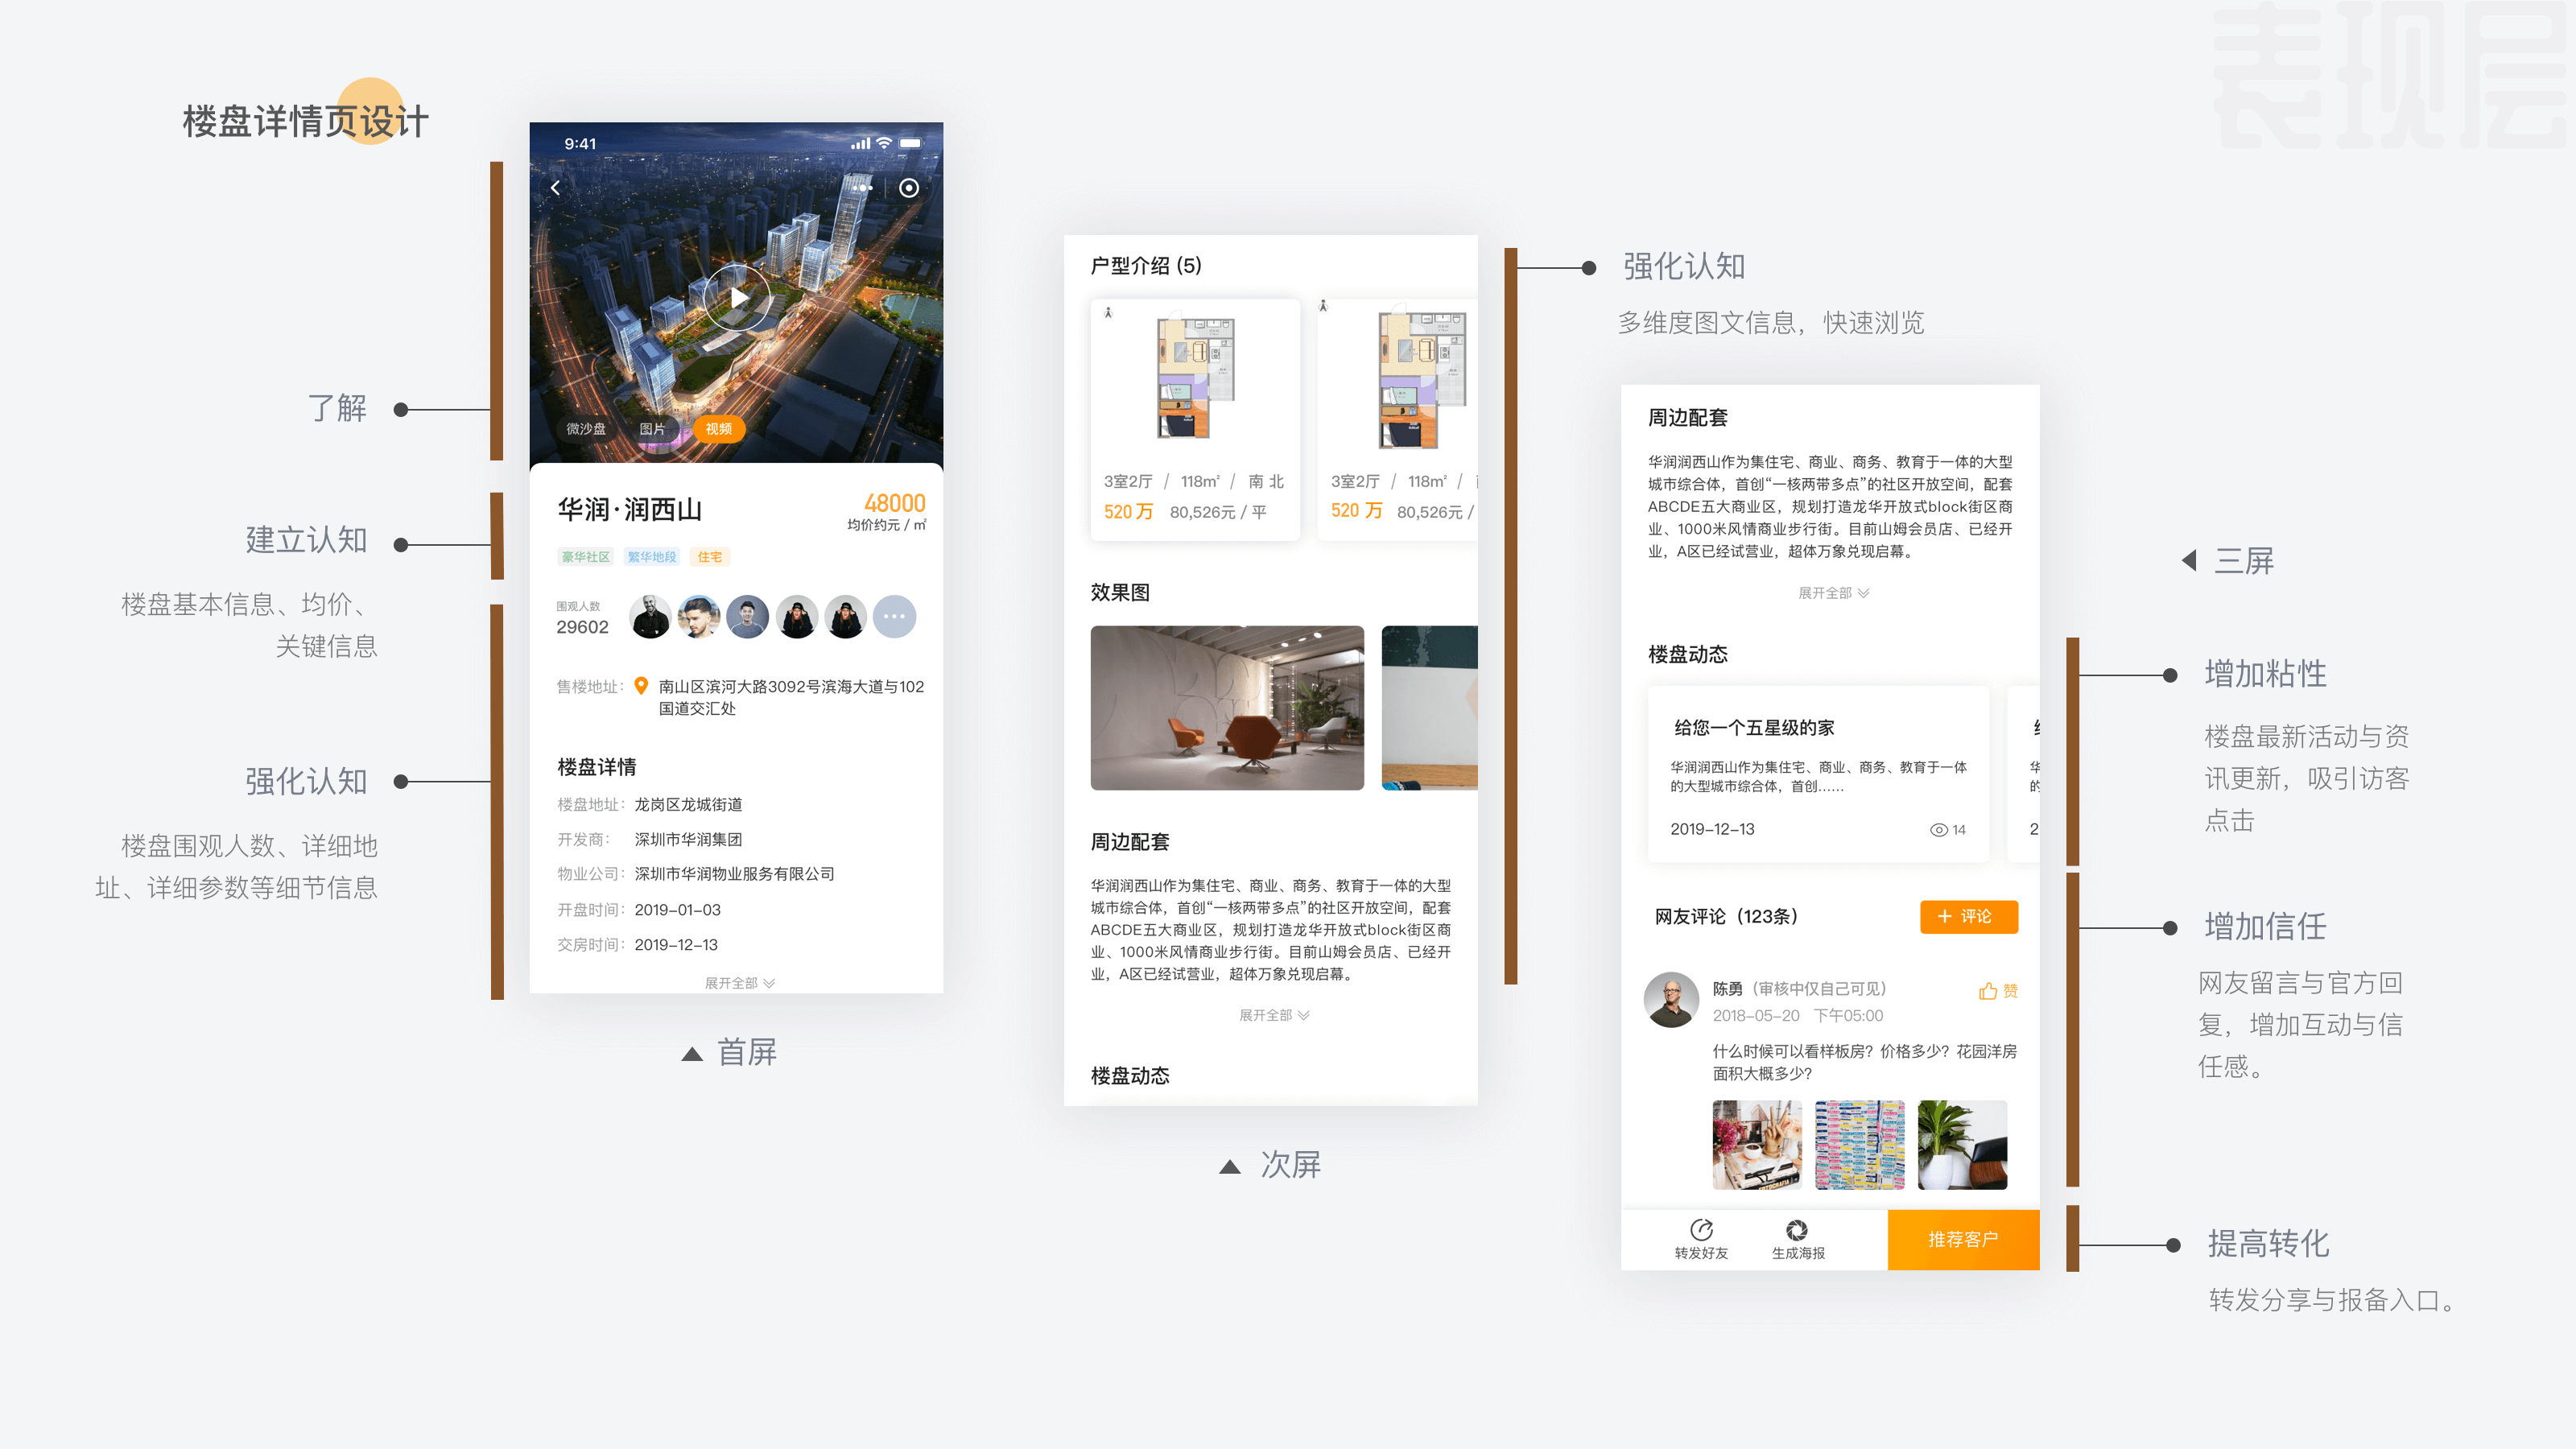 表现层
楼盘详情页设计
了解
建立认知
楼盘基本信息、均价、
关键信息
强化认知
楼盘围观人数、详细地
址、详细参数等细节信息
9:41
微沙盘
图片
视频
华润·润西山
48000
均价约元 / ㎡
豪华社区
繁华地段
住宅
围观人数
29602
售楼地址：
南山区滨河大路3092号滨海大道与102
国道交汇处
楼盘详情
楼盘地址： 龙岗区龙城街道
开发商： 深圳市华润集团
物业公司： 深圳市华润物业服务有限公司
开盘时间： 2019-01-03
交房时间： 2019-12-13
展开全部
首屏
户型介绍 (5)
3室2厅 / 118㎡ / 南 北
520 万 80,526元 / 平
3室2厅 / 118㎡ /
520 万 80,526元 /
效果图
周边配套
华润润西山作为集住宅、商业、商务、教育于一体的大型
城市综合体，首创“一核两带多点”的社区开放空间，配套
ABCDE五大商业区，规划打造龙华开放式block街区商
业、1000米风情商业步行街。目前山姆会员店、已经开
业，A区已经试营业，超体万象兑现启幕。
展开全部
楼盘动态
次屏
强化认知
多维度图文信息，快速浏览
周边配套
华润润西山作为集住宅、商业、商务、教育于一体的大型
城市综合体，首创“一核两带多点”的社区开放空间，配套
ABCDE五大商业区，规划打造龙华开放式block街区商
业、1000米风情商业步行街。目前山姆会员店、已经开
业，A区已经试营业，超体万象兑现启幕。
展开全部
楼盘动态
给您一个五星级的家
华润润西山作为集住宅、商业、商务、教育于一体
的大型城市综合体，首创......
2019-12-13
14
华
的
2
网友评论（123条）
评论
陈勇（审核中仅自己可见）
赞
2018-05-20 下午05:00
什么时候可以看样板房？价格多少？花园洋房
面积大概多少？
转发好友
生成海报
推荐客户
三屏
增加粘性
楼盘最新活动与资
讯更新，吸引访客
点击
增加信任
网友留言与官方回
复，增加互动与信
任感。
提高转化
转发分享与报备入口。